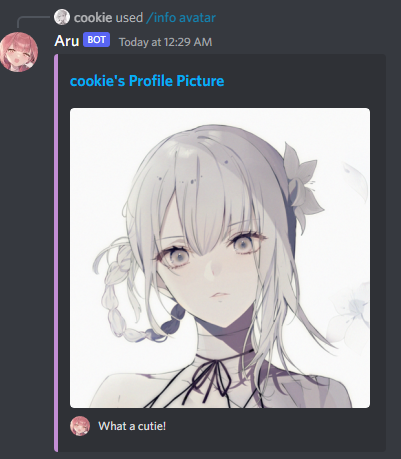 cookie used /info avatar
Aru BOT Today at 12:29 AM
cookie's Profile Picture
What a cutie!